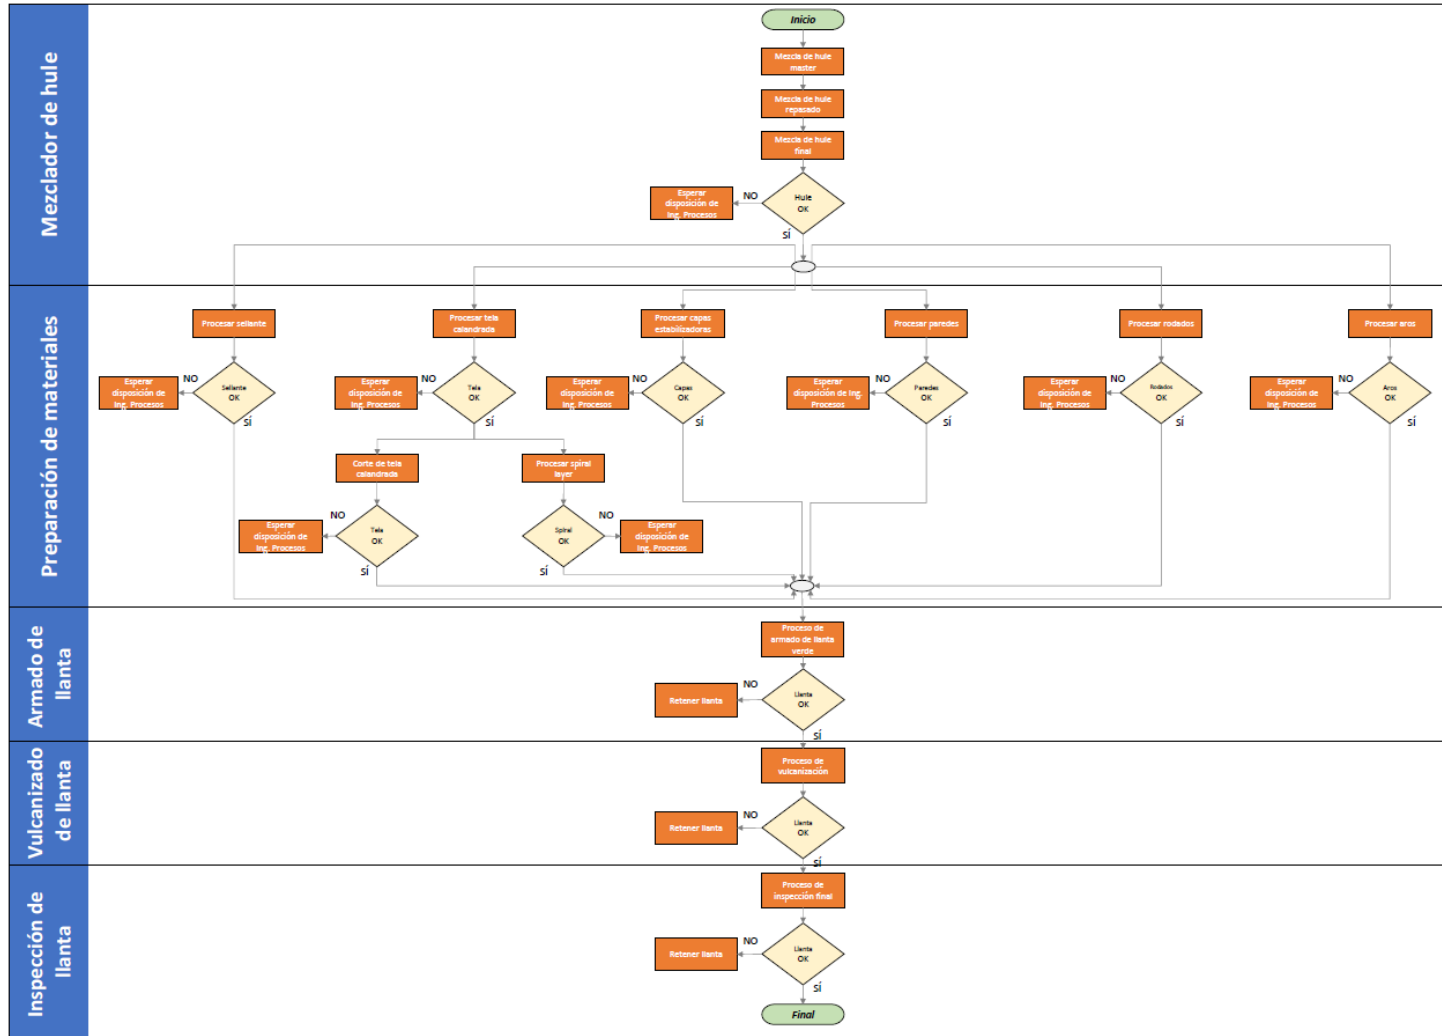 Mezclador de hule
Inicio
Mezcla de hule
master
Mezcla de hule
repasado
Mezcla de hule
final
Hule
OK
NO
Esperar
disposición de
Ing. Procesos
SÍ
Preparación de materiales
Procesar sellante
Procesar tela
calandrada
Procesar capas
estabilizadoras
Procesar paredes
Procesar rodados
Procesar aros
Esperar
disposición de
Ing. Procesos
NO
Sellante
OK
SÍ
Esperar
disposición de
Ing. Procesos
NO
Tela
OK
SÍ
Esperar
disposición de
Ing. Procesos
NO
Capas
OK
SÍ
Esperar
disposición de Ing.
Procesos
NO
Paredes
OK
SÍ
Esperar
disposición de
Ing. Procesos
NO
Rodados
OK
SÍ
Esperar
disposición de
Ing. Procesos
NO
Aros
OK
SÍ
Corte de tela
calandrada
Procesar spiral
layer
Esperar
disposición de
Ing. Procesos
NO
Tela
OK
SÍ
Spiral
OK
NO
Esperar
disposición de
Ing. Procesos
SÍ
Armado de
llanta
Proceso de
armado de llanta
verde
Retener llanta
NO
Llanta
OK
SÍ
Vulcanizado
de llanta
Proceso de
vulcanización
Retener llanta
NO
Llanta
OK
SÍ
Inspección de
llanta
Proceso de
inspección final
Retener llanta
NO
Llanta
OK
SÍ
Final